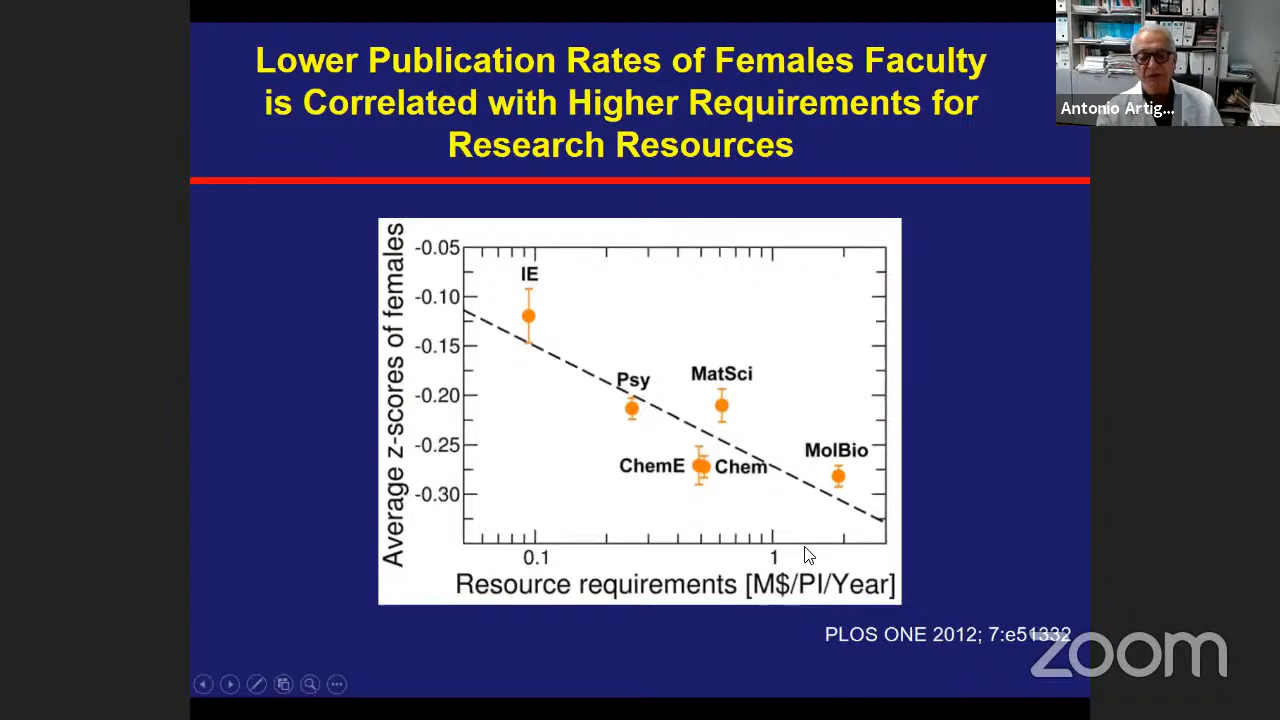 Lower Publication Rates of Females Faculty
is Correlated with Higher Requirements for
Research Resources
Antonio Artig...
Average z-scores of females
-0.05
-0.10
-0.15
-0.20
-0.25
-0.30
IE
Psy
MatSci
ChemE
Chem
MolBio
0.1
1
Resource requirements [M$/PI/Year]
PLOS ONE 2012; 7:e51332
zoom